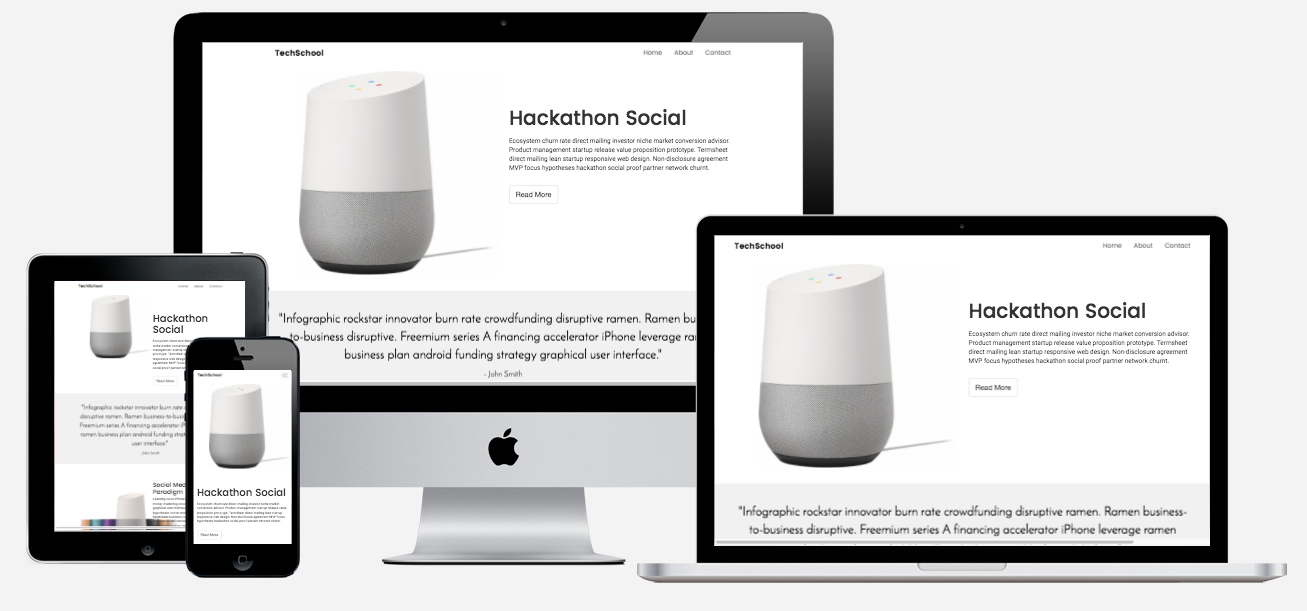 TechSchool
Home About Contact
Hackathon Social
Ecosystem churn rate direct mailing investor niche market conversion advisor.
Product management startup release value proposition prototype. Termsheet
direct mailing lean startup responsive web design. Non-disclosure agreement
MVP focus hypotheses hackathon social proof partner network churnt.
Read More
"Infographic rockstar innovator burn rate crowdfunding disruptive ramen. Ramen bu
to-business disruptive. Freemium series A financing accelerator iPhone leverage ra
business plan android funding strategy graphical user interface."
- John Smith
TechSchool
Home About Contact
Hackathon Social
Ecosystem churn rate direct mailing investor niche market conversion advisor.
Product management startup release value proposition prototype. Termsheet
direct mailing lean startup responsive web design. Non-disclosure agreement
MVP focus hypotheses hackathon social proof partner network churnt.
Read More
"Infographic rockstar innovator burn rate crowdfunding disruptive ramen. Ramen business-
to-business disruptive. Freemium series A financing accelerator iPhone leverage ramen
TechSchool
Home About Contact
Hackathon
Social
Read More
"Infographic rockstar innovator burn rate
disruptive ramen. Ramen business-to-busi
Freemium series A financing accelerator
ramen business plan android funding strat
user interface."
- John Smith
Social Med
Paradigm
TechSchool
Hackathon Social
Read More